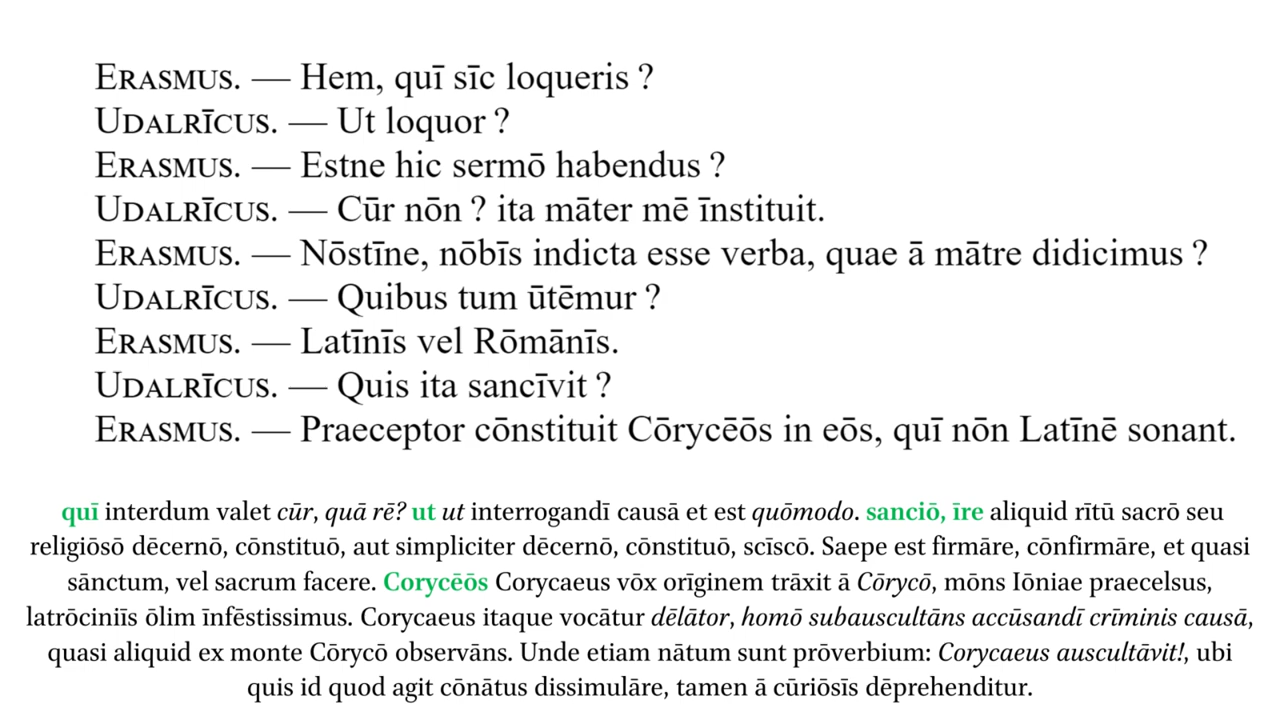 Erasmus. — Hem, quī sīc loqueris ?
Udalrīcus. — Ut loquor ?
Erasmus. — Estne hic sermō habendus ?
Udalrīcus. — Cūr nōn ? ita māter mē īnstituit.
Erasmus. — Nōstīne, nōbīs indicta esse verba, quae ā mātre didicimus ?
Udalrīcus. — Quibus tum ūtēmur ?
Erasmus. — Latīnīs vel Rōmānīs.
Udalrīcus. — Quis ita sancīvit ?
Erasmus. — Praeceptor cōnstituit Cōrycēōs in eōs, quī nōn Latīnē sonant.
quī interdum valet cūr, quā rē? ut ut interrogandī causā et est quōmodo. sanciō, īre aliquid rītū sacrō seu
religiōsō dēcernō, cōnstituō, aut simpliciter dēcernō, cōnstituō, scīscō. Saepe est firmāre, cōnfirmāre, et quasi
sānctum, vel sacrum facere. Corycēōs Corycaeus vōx orīginem trāxit ā Cōrycō, mōns Iōniae praecelsus,
latrōciniīs ōlim īnfēstissimus. Corycaeus itaque vocātur dēlātor, homō subauscultāns accūsandī crīminis causā,
quasi aliquid ex monte Cōrycō observāns. Unde etiam nātum sunt prōverbium: Corycaeus auscultāvit!, ubi
quis id quod agit cōnātus dissimulāre, tamen ā cūriōsīs dēprehenditur.